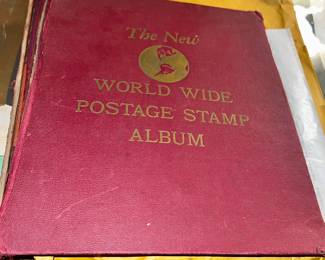 The New
WORLD WIDE
POSTAGE STAMP
ALBUM